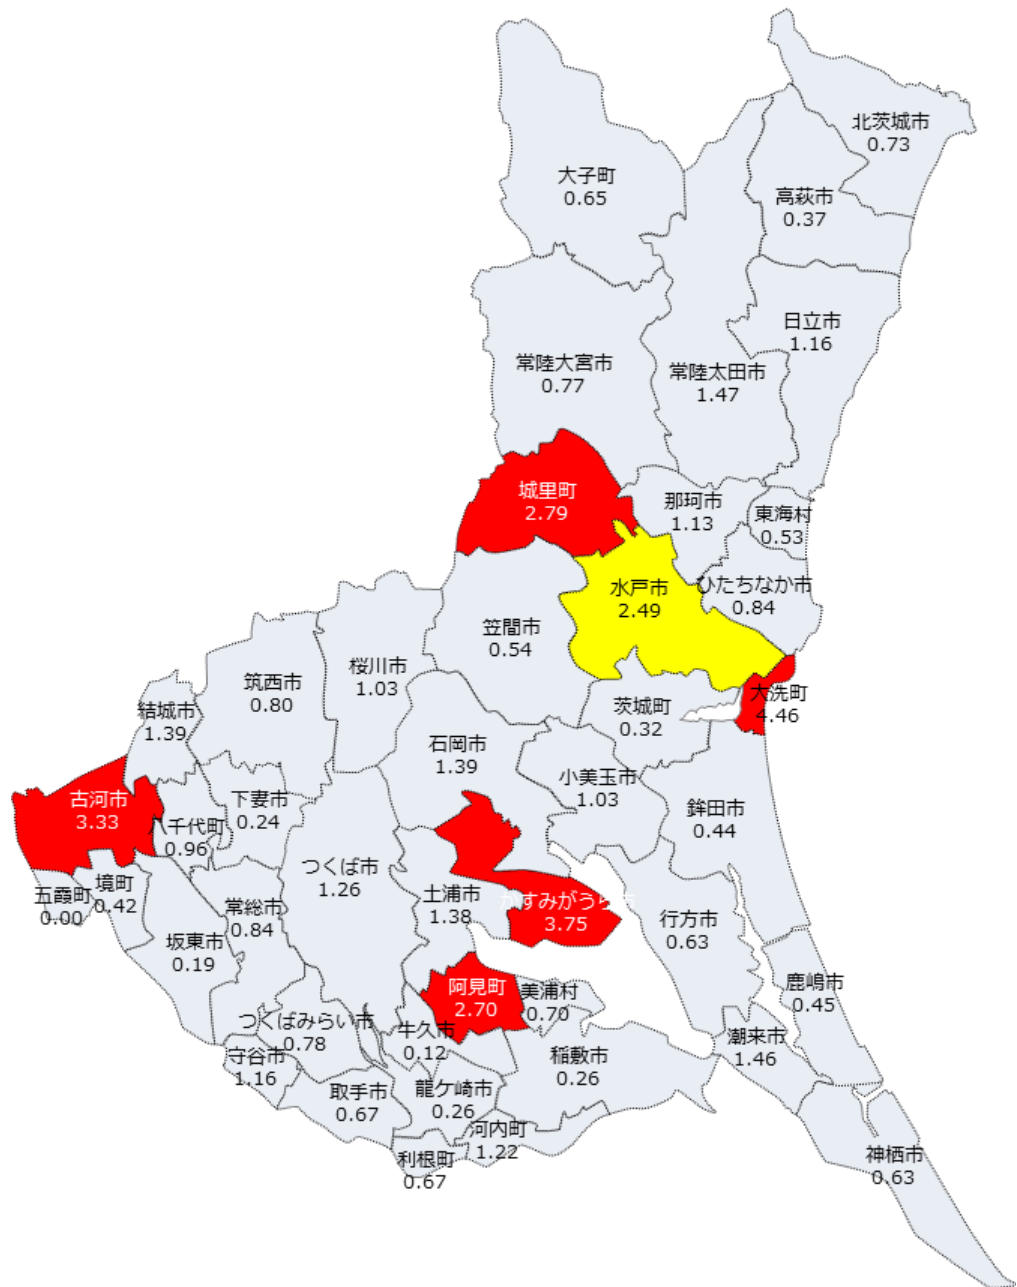 北茨城市
0.73
大子町
0.65
高萩市
0.37
日立市
1.16
常陸大宮市
0.77
常陸太田市
1.47
城里町
2.79
那珂市
1.13
東海村
0.53
水戸市
2.49
ひたちなか市
0.84
笠間市
0.54
桜川市
1.03
筑西市
0.80
結城市
1.39
茨城町
0.32
大洗町
4.46
石岡市
1.39
小美玉市
1.03
鉾田市
0.44
古河市
3.33
八千代町
0.96
下妻市
0.24
つくば市
1.26
土浦市
1.38
かすみがうら市
3.75
五霞町
0.00
境町
0.42
常総市
0.84
行方市
0.63
坂東市
0.19
鹿嶋市
0.45
阿見町
2.70
美浦村
0.70
つくばみらい市
0.78
牛久市
0.12
潮来市
1.46
守谷市
1.16
稲敷市
0.26
取手市
0.67
龍ケ崎市
0.26
河内町
1.22
利根町
0.67
神栖市
0.63